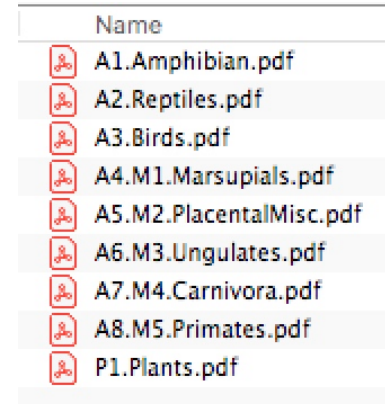 Name
A1.Amphibian.pdf
A2.Reptiles.pdf
A3.Birds.pdf
A4.M1.Marsupials.pdf
A5.M2.PlacentalMisc.pdf
A6.M3.Ungulates.pdf
A7.M4.Carnivora.pdf
A8.M5.Primates.pdf
P1.Plants.pdf